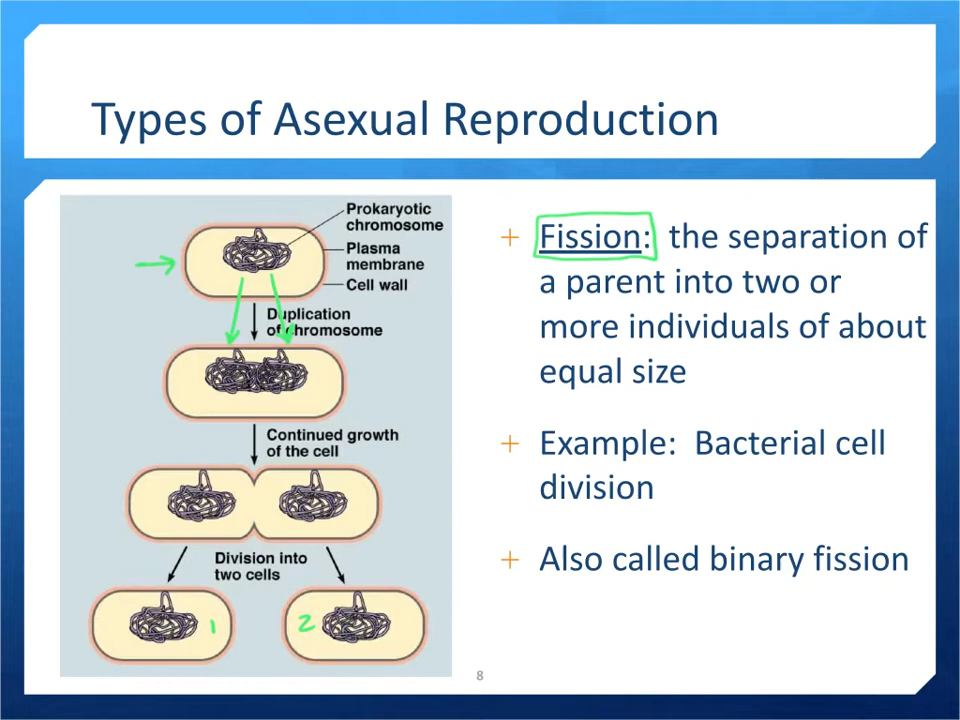 Types of Asexual Reproduction
Prokaryotic
chromosome
Plasma
membrane
Cell wall
Duplication
of chromosome
Continued growth
of the cell
Division into
two cells
1
2
+ Fission: the separation of
a parent into two or
more individuals of about
equal size
+ Example: Bacterial cell
division
+ Also called binary fission
8